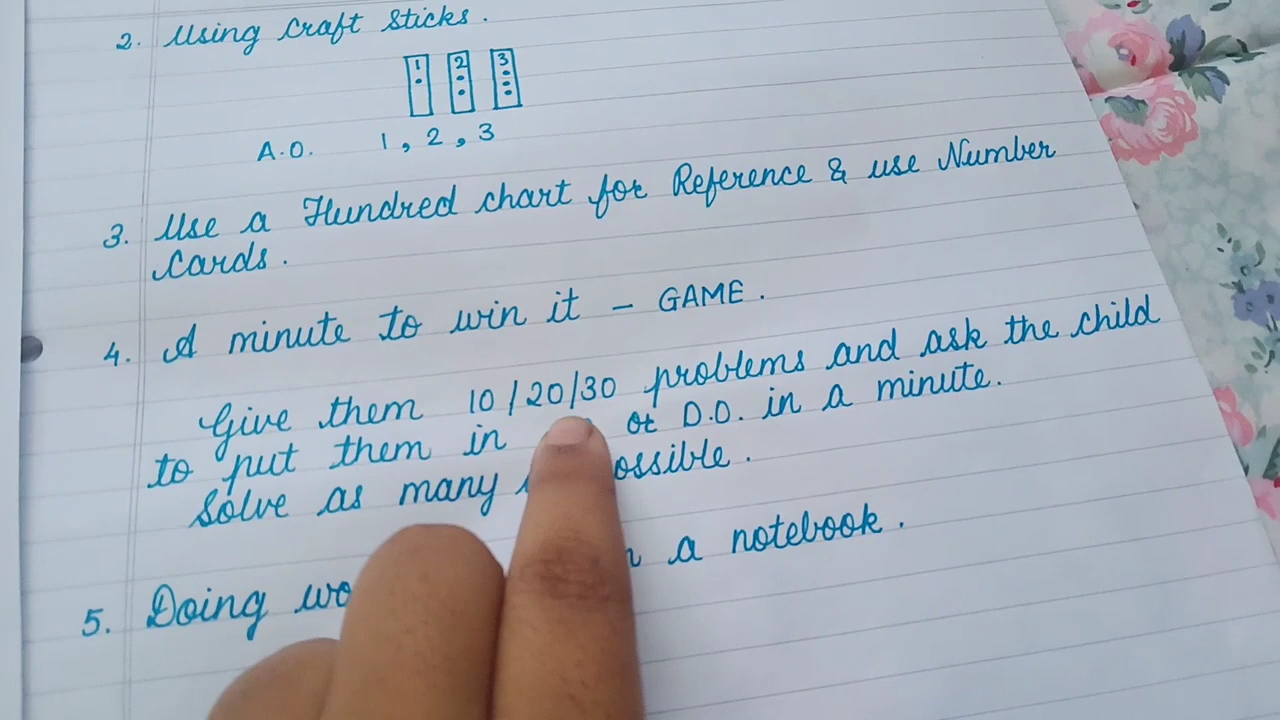 2. Using Craft Sticks.
1 2 3
A.O. 1, 2, 3
3. Use a Hundred chart for Reference & use Number
Cards.
4. A minute to win it - GAME.
Give them 10/20/30 problems and ask the child
to put them in or D.O. in a minute.
Solve as many possible.
5. Doing a notebook.